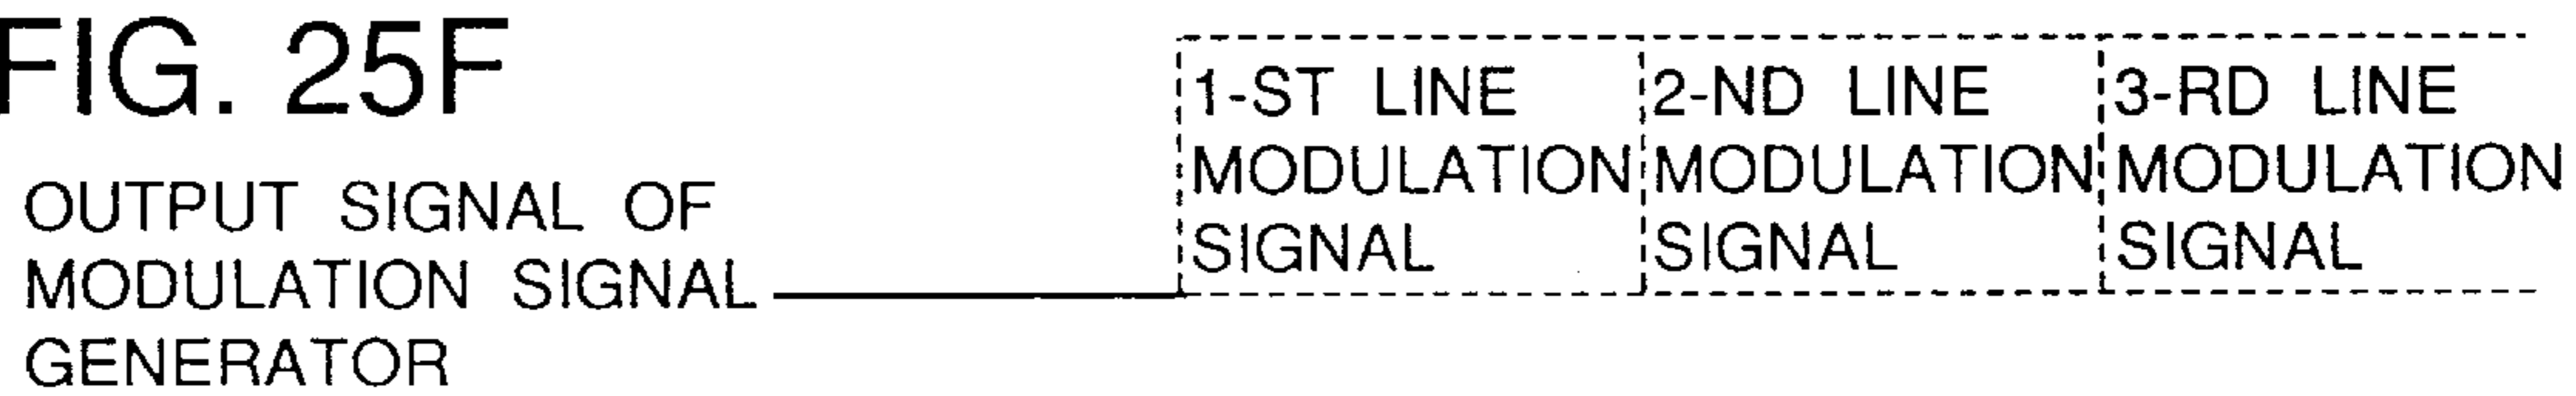 FIG. 25F
OUTPUT SIGNAL OF
MODULATION SIGNAL
GENERATOR
1-ST LINE
MODULATION
SIGNAL
2-ND LINE
MODULATION
SIGNAL
3-RD LINE
MODULATION
SIGNAL